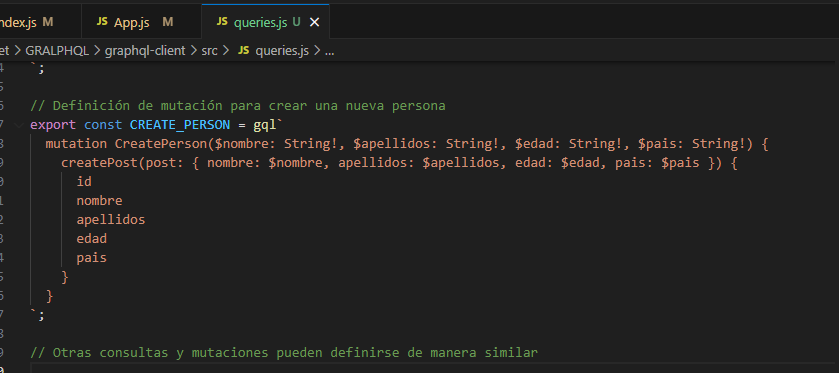 ndex.js M JS App.js M JS queries.js U
et > GRALPHQL > graphql-client > src > JS queries.js > ...
4 `;
5
6 // Definición de mutación para crear una nueva persona
7 export const CREATE_PERSON = gql`
8 mutation CreatePerson($nombre: String!, $apellidos: String!, $edad: String!, $pais: String!) {
9 createPost(post: { nombre: $nombre, apellidos: $apellidos, edad: $edad, pais: $pais }) {
0 id
1 nombre
2 apellidos
3 edad
4 pais
5 }
6 }
7 `;
8
9 // Otras consultas y mutaciones pueden definirse de manera similar
0